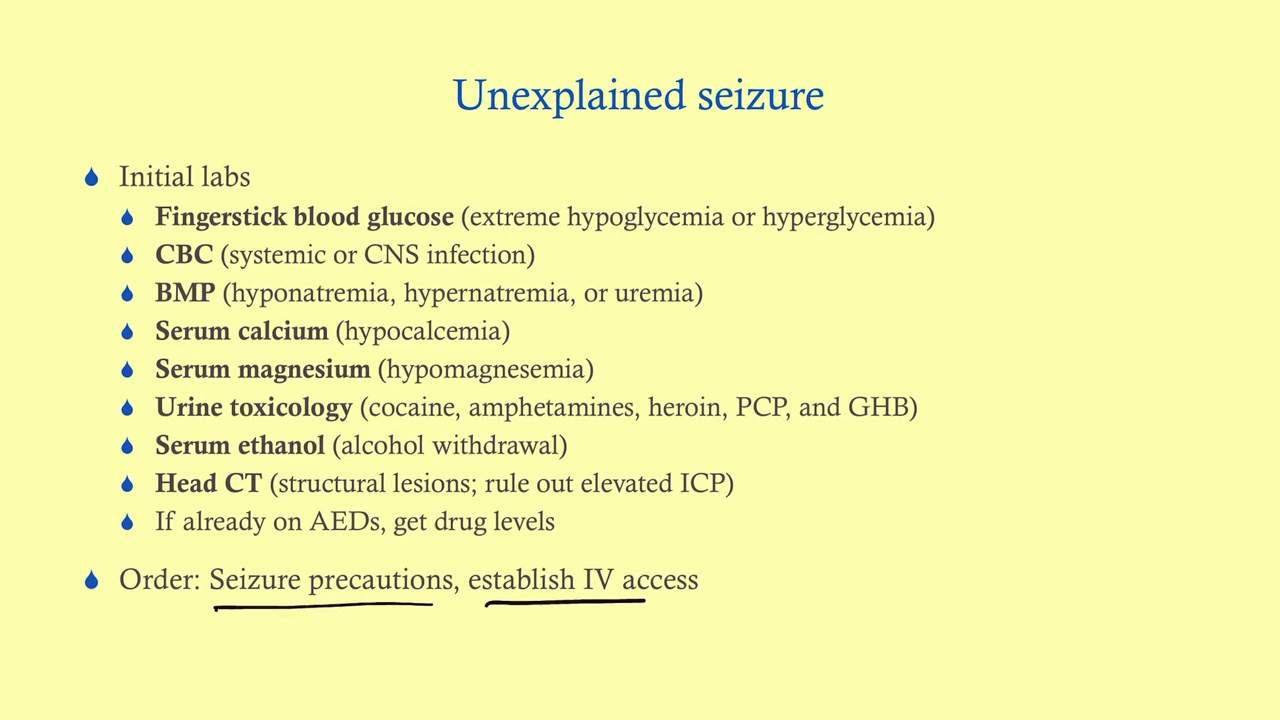 Unexplained seizure
Initial labs
Fingerstick blood glucose (extreme hypoglycemia or hyperglycemia)
CBC (systemic or CNS infection)
BMP (hyponatremia, hypernatremia, or uremia)
Serum calcium (hypocalcemia)
Serum magnesium (hypomagnesemia)
Urine toxicology (cocaine, amphetamines, heroin, PCP, and GHB)
Serum ethanol (alcohol withdrawal)
Head CT (structural lesions; rule out elevated ICP)
If already on AEDs, get drug levels
Order: Seizure precautions, establish IV access